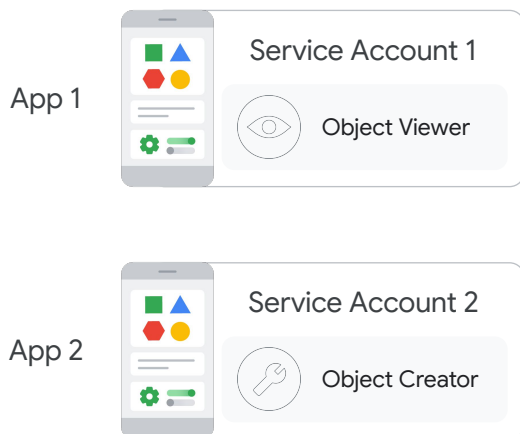 App 1
Service Account 1
Object Viewer
App 2
Service Account 2
Object Creator